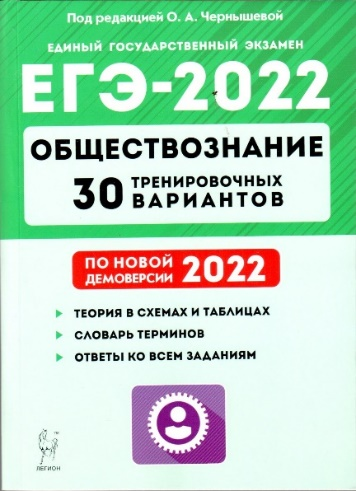 Под редакцией О. А. Чернышевой
ЕДИНЫЙ ГОСУДАРСТВЕННЫЙ ЭКЗАМЕН
ЕГЭ-2022
ОБЩЕСТВОЗНАНИЕ
30 ТРЕНИРОВОЧНЫХ
ВАРИАНТОВ
ПО НОВОЙ
ДЕМОВЕРСИИ 2022
ТЕОРИЯ В СХЕМАХ И ТАБЛИЦАХ
СЛОВАРЬ ТЕРМИНОВ
ОТВЕТЫ КО ВСЕМ ЗАДАНИЯМ
ЛЕГИОН